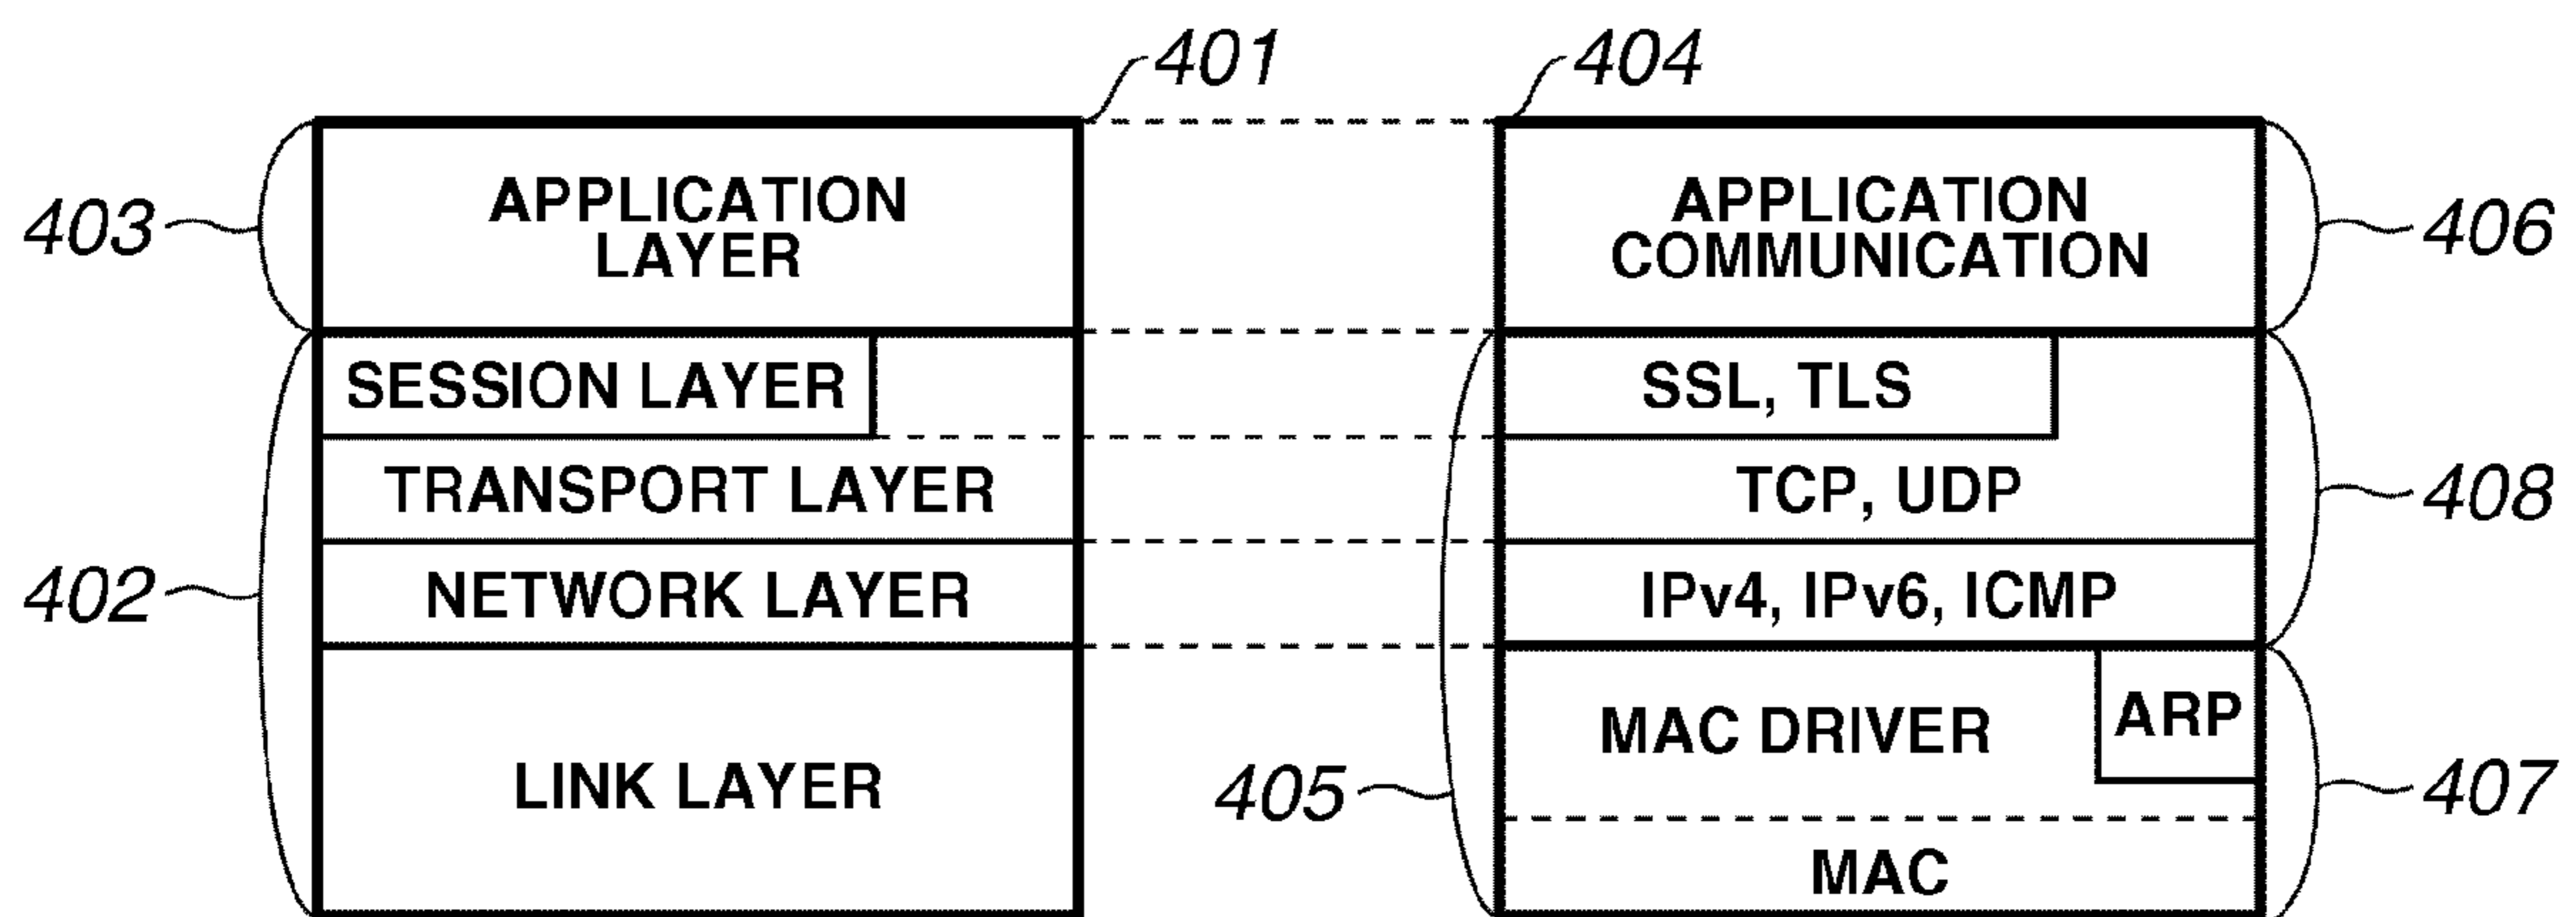 401
404
403
APPLICATION
LAYER
APPLICATION
COMMUNICATION
406
SESSION LAYER
SSL, TLS
TRANSPORT LAYER
TCP, UDP
408
402
NETWORK LAYER
IPv4, IPv6, ICMP
LINK LAYER
405
MAC DRIVER
ARP
407
MAC